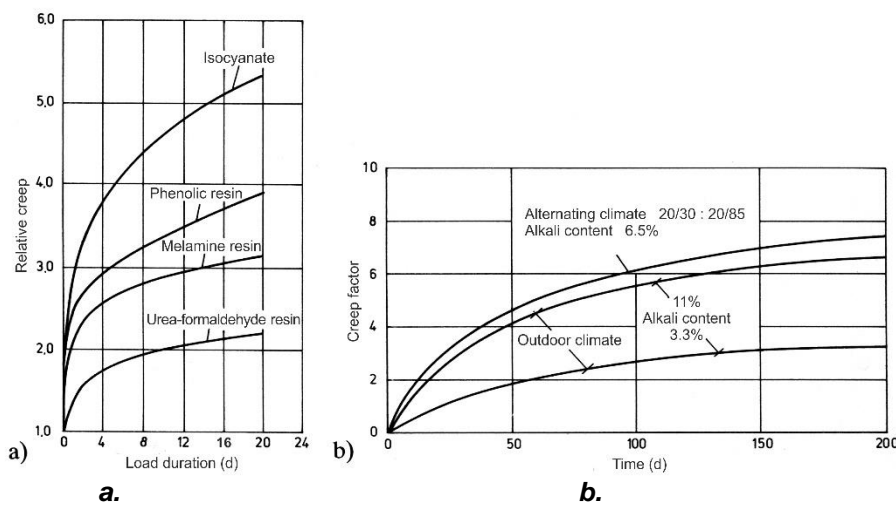 6,0
5,0
4,0
3,0
2,0
1,0
Relative creep
Isocyanate
Phenolic resin
Melamine resin
Urea-formaldehyde resin
0 4 8 12 16 20 24
Load duration (d)
a)
a.
10
8
6
4
2
0
Creep factor
Alternating climate 20/30 : 20/85
Alkali content 6.5%
11%
Alkali content
3.3%
Outdoor climate
0 50 100 150 200
Time (d)
b)
b.